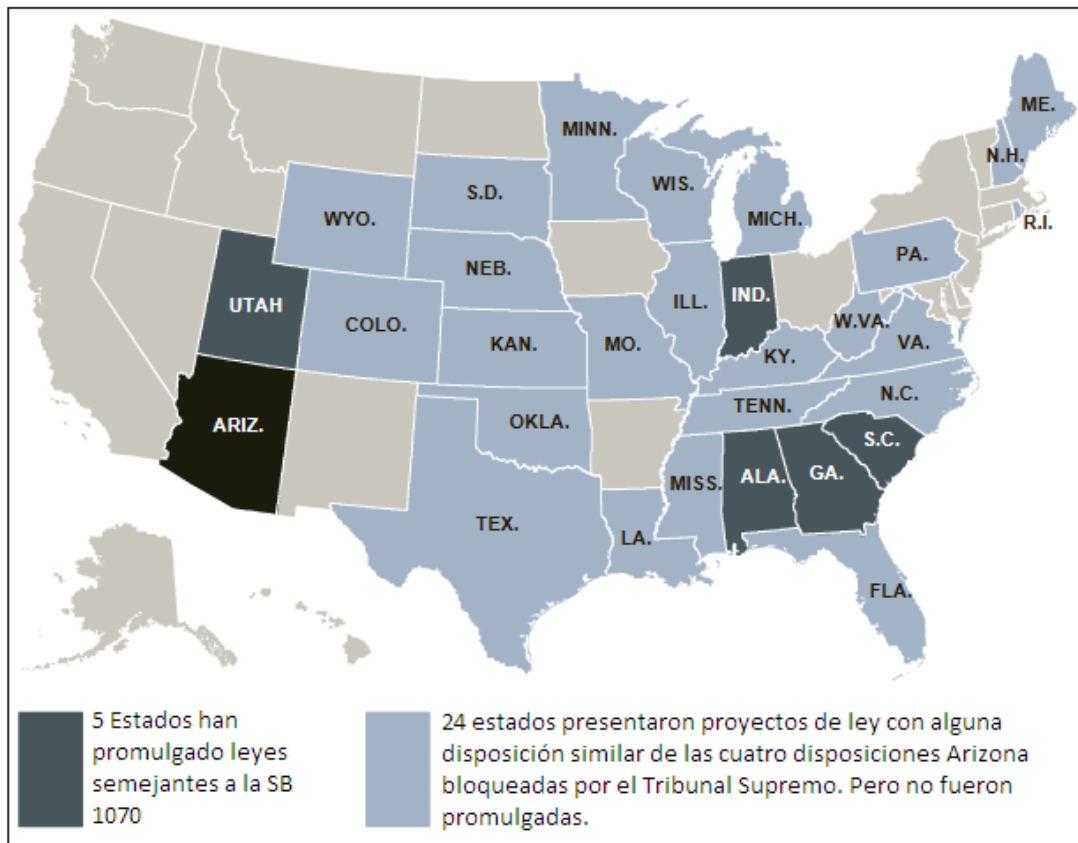 ME.
MINN.
N.H.
WIS.
S.D.
WYO.
MICH.
R.I.
PA.
NEB.
IND.
UTAH
ILL.
COLO.
W.VA.
KAN.
MO.
VA.
KY.
N.C.
TENN.
OKLA.
ARIZ.
S.C.
MISS.
ALA.
GA.
TEX.
LA.
FLA.
5 Estados han
promulgado leyes
semejantes a la SB
1070
24 estados presentaron proyectos de ley con alguna
disposición similar de las cuatro disposiciones Arizona
bloqueadas por el Tribunal Supremo. Pero no fueron
promulgadas.